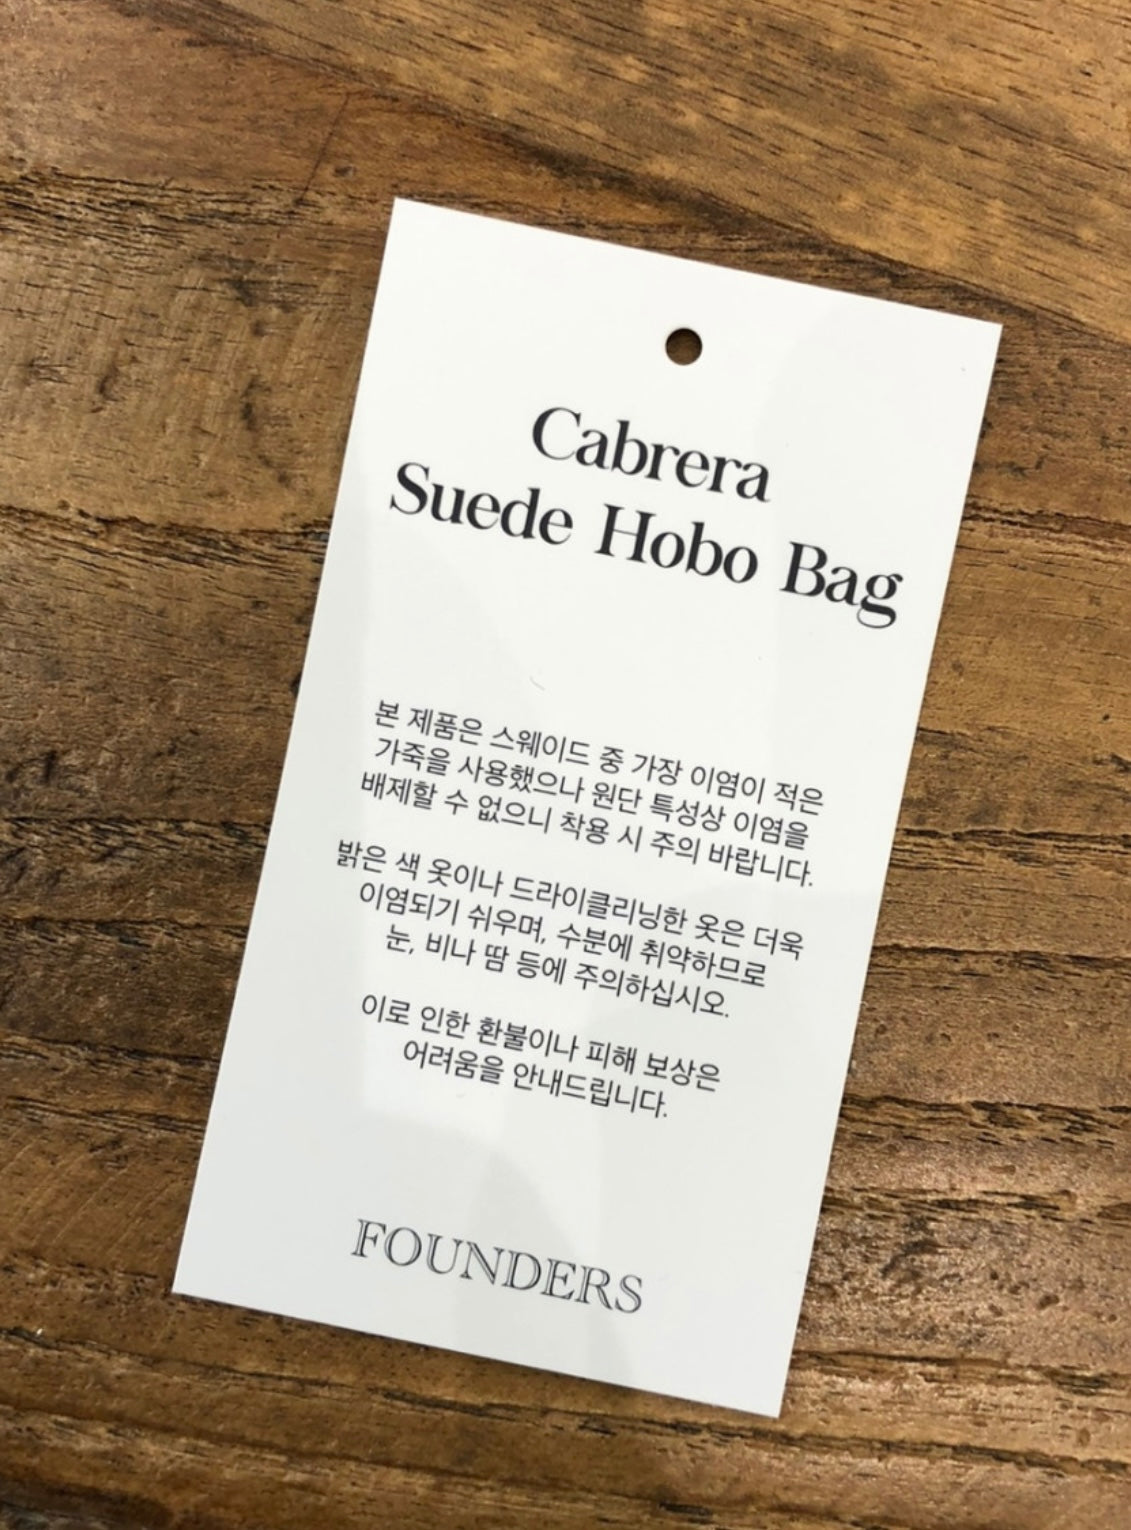 Cabrera
Suede Hobo Bag
본 제품은 스웨이드 중 가장 이염이 적은
가죽을 사용했으나 원단 특성상 이염을
배제할 수 없으니 착용 시 주의 바랍니다.
밝은 색 옷이나 드라이클리닝한 옷은 더욱
이염되기 쉬우며, 수분에 취약하므로
눈, 비나 땀 등에 주의하십시오.
이로 인한 환불이나 피해 보상은
어려움을 안내드립니다.
FOUNDERS